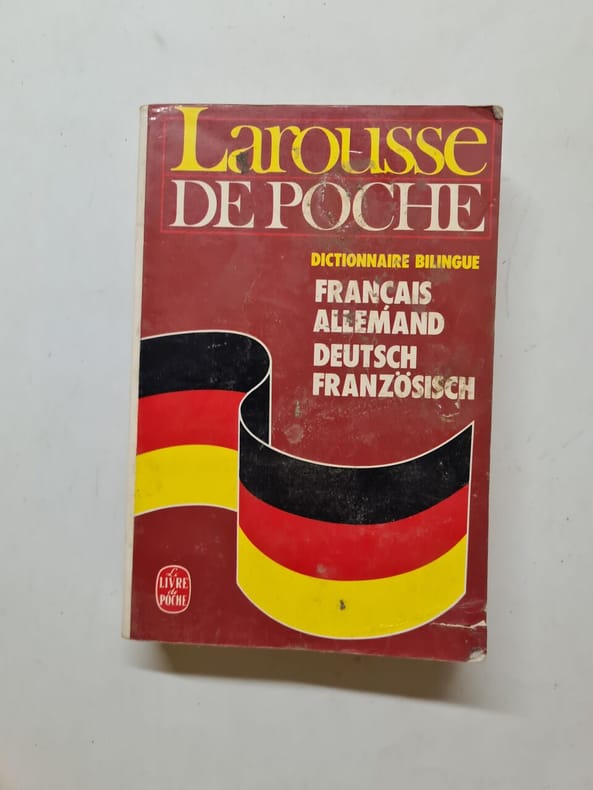 Larousse
DE POCHE
DICTIONNAIRE BILINGUE
FRANÇAIS
ALLEMAND
DEUTSCH
FRANZÖSISCH
Le
LIVRE
de
POCHE